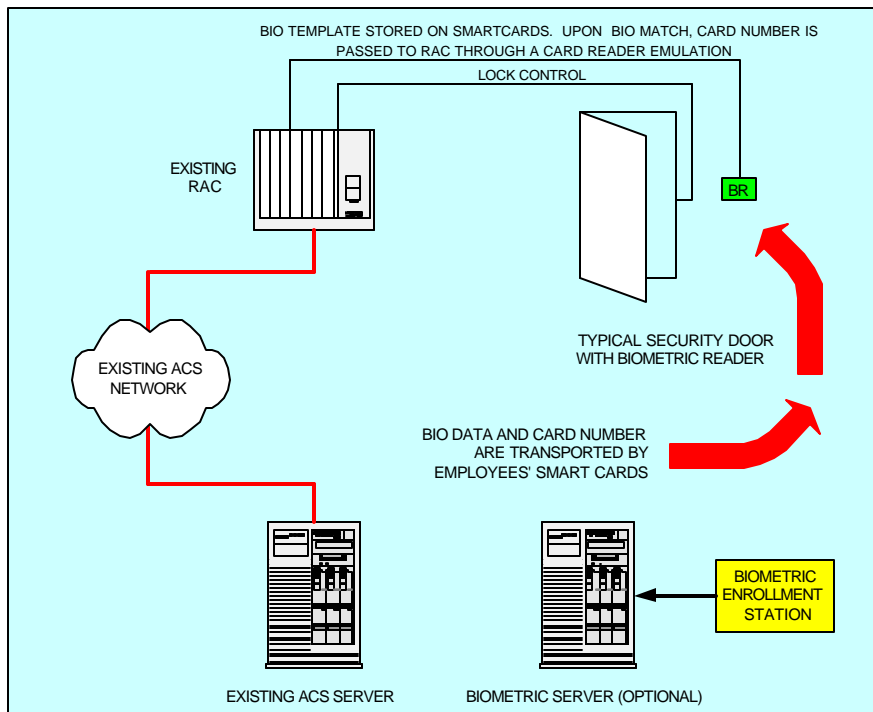 BIO TEMPLATE STORED ON SMARTCARDS. UPON BIO MATCH, CARD NUMBER IS
PASSED TO RAC THROUGH A CARD READER EMULATION
LOCK CONTROL
EXISTING
RAC
BR
TYPICAL SECURITY DOOR
WITH BIOMETRIC READER
EXISTING ACS
NETWORK
BIO DATA AND CARD NUMBER
ARE TRANSPORTED BY
EMPLOYEES' SMART CARDS
BIOMETRIC
ENROLLMENT
STATION
EXISTING ACS SERVER
BIOMETRIC SERVER (OPTIONAL)